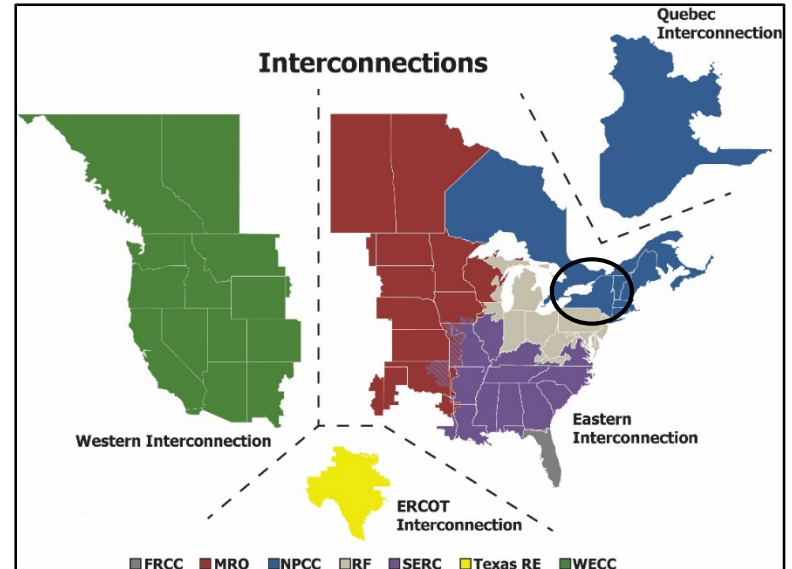 Quebec
Interconnection
Interconnections
Western Interconnection
Eastern
Interconnection
ERCOT
Interconnection
FRCC MRO NPCC RF SERC Texas RE WECC